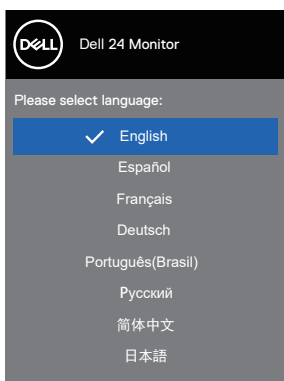 DELL
Dell 24 Monitor
Please select language:
English
Español
Français
Deutsch
Português(Brasil)
Русский
简体中文
日本語